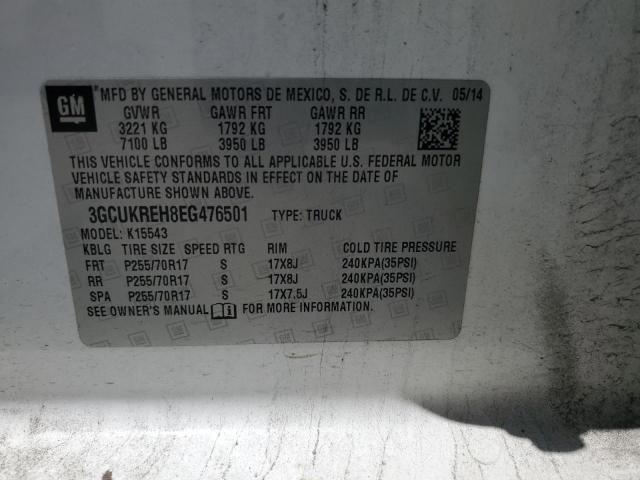 GM
MFD BY GENERAL MOTORS DE MEXICO, S. DE R.L. DE C.V. 05/14
GVWR GAWR FRT GAWR RR
3221 KG 1792 KG 1792 KG
7100 LB 3950 LB 3950 LB
THIS VEHICLE CONFORMS TO ALL APPLICABLE U.S. FEDERAL MOTOR
VEHICLE SAFETY STANDARDS IN EFFECT ON THE DATE OF
MANUFACTURE SHOWN ABOVE.
3GCUKREH8EG476501 TYPE: TRUCK
MODEL: K15543
KBLG TIRE SIZE SPEED RTG RIM COLD TIRE PRESSURE
FRT P255/70R17 S 17X8J 240KPA(35PSI)
RR P255/70R17 S 17X8J 240KPA(35PSI)
SPA P255/70R17 S 17X7.5J 240KPA(35PSI)
SEE OWNER'S MANUAL FOR MORE INFORMATION.